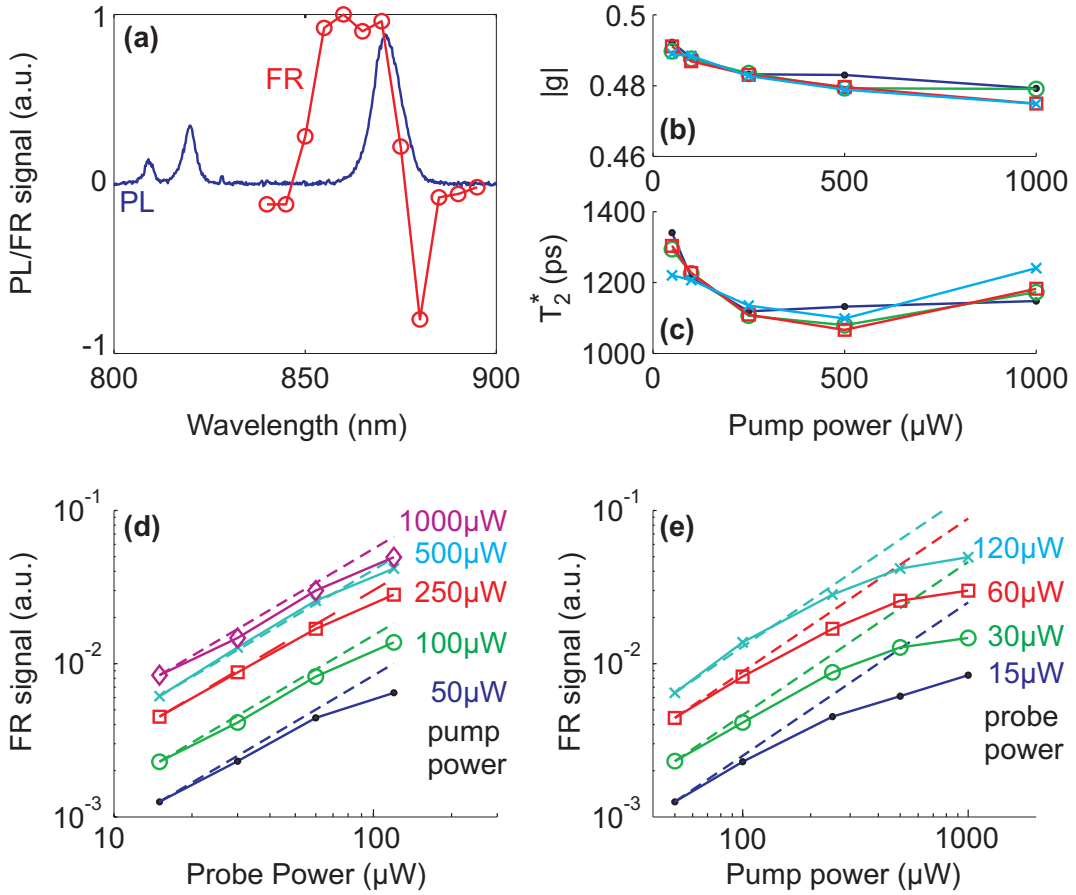 (a)
FR
PL
PL/FR signal (a.u.)
1
0
-1
800
850
900
Wavelength (nm)
(b)
|g|
0.5
0.48
0.46
0
500
1000
(c)
T2* (ps)
1400
1200
1000
0
500
1000
Pump power (μW)
(d)
1000μW
500μW
250μW
100μW
50μW
pump
power
FR signal (a.u.)
10-1
10-2
10-3
10
100
Probe Power (μW)
(e)
120μW
60μW
30μW
15μW
probe
power
FR signal (a.u.)
10-1
10-2
10-3
100
1000
Pump power (μW)